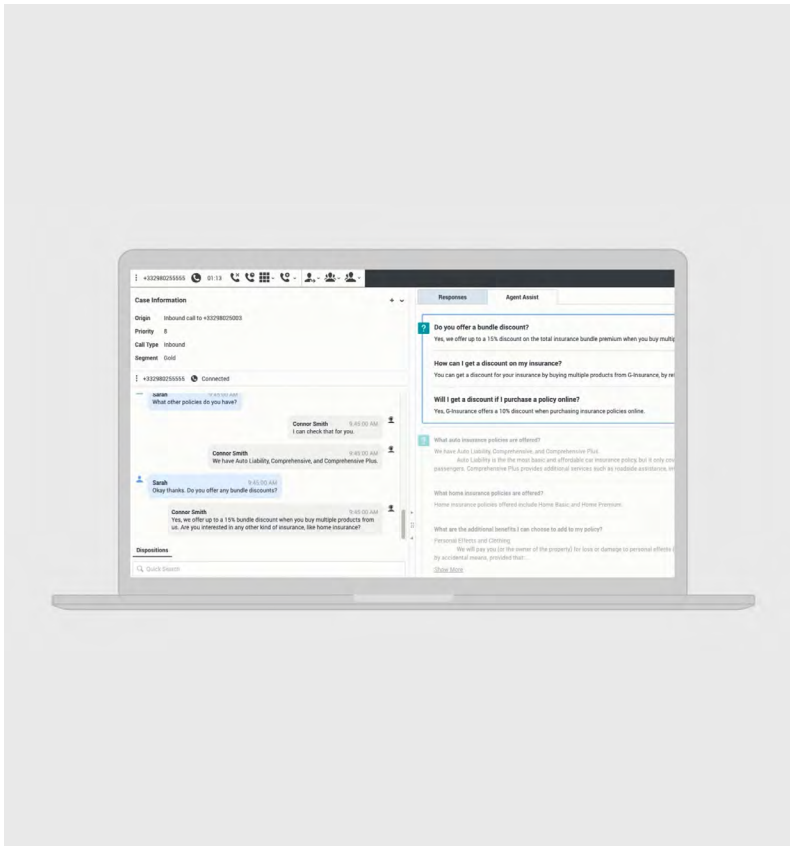 +332980255555 01:13
Case Information
Origin Inbound call to +33298025003
Priority 8
Call Type Inbound
Segment Gold
+332980255555 Connected
Sarah 9:45:00 AM
What other policies do you have?
Connor Smith 9:45:00 AM
I can check that for you.
Connor Smith 9:45:00 AM
We have Auto Liability, Comprehensive, and Comprehensive Plus.
Sarah 9:45:00 AM
Okay thanks. Do you offer any bundle discounts?
Connor Smith 9:45:00 AM
Yes, we offer up to a 15% bundle discount when you buy multiple products from
us. Are you interested in any other kind of insurance, like home insurance?
Dispositions
Quick Search
Responses Agent Assist
Do you offer a bundle discount?
Yes, we offer up to a 15% discount on the total insurance bundle premium when you buy multip
How can I get a discount on my insurance?
You can get a discount for your insurance by buying multiple products from G-Insurance, by re
Will I get a discount if I purchase a policy online?
Yes, G-Insurance offers a 10% discount when purchasing insurance policies online.
What auto insurance policies are offered?
We have Auto Liability, Comprehensive, and Comprehensive Plus
Auto Liability is the the most basic and affordable car insurance policy but it only
passengers. Comprehensive Plus provides additional services such as roadside assistance,
What home insurance policies are offered?
Home insurance policies offered include Home Basic and Home Premium.
What are the additional benefits I can choose to add to my policy?
Personal Effects and Clothing
We will pay you (or the owner of the property) for loss or damage to personal effects
by accidental means, provided that ...
Show More